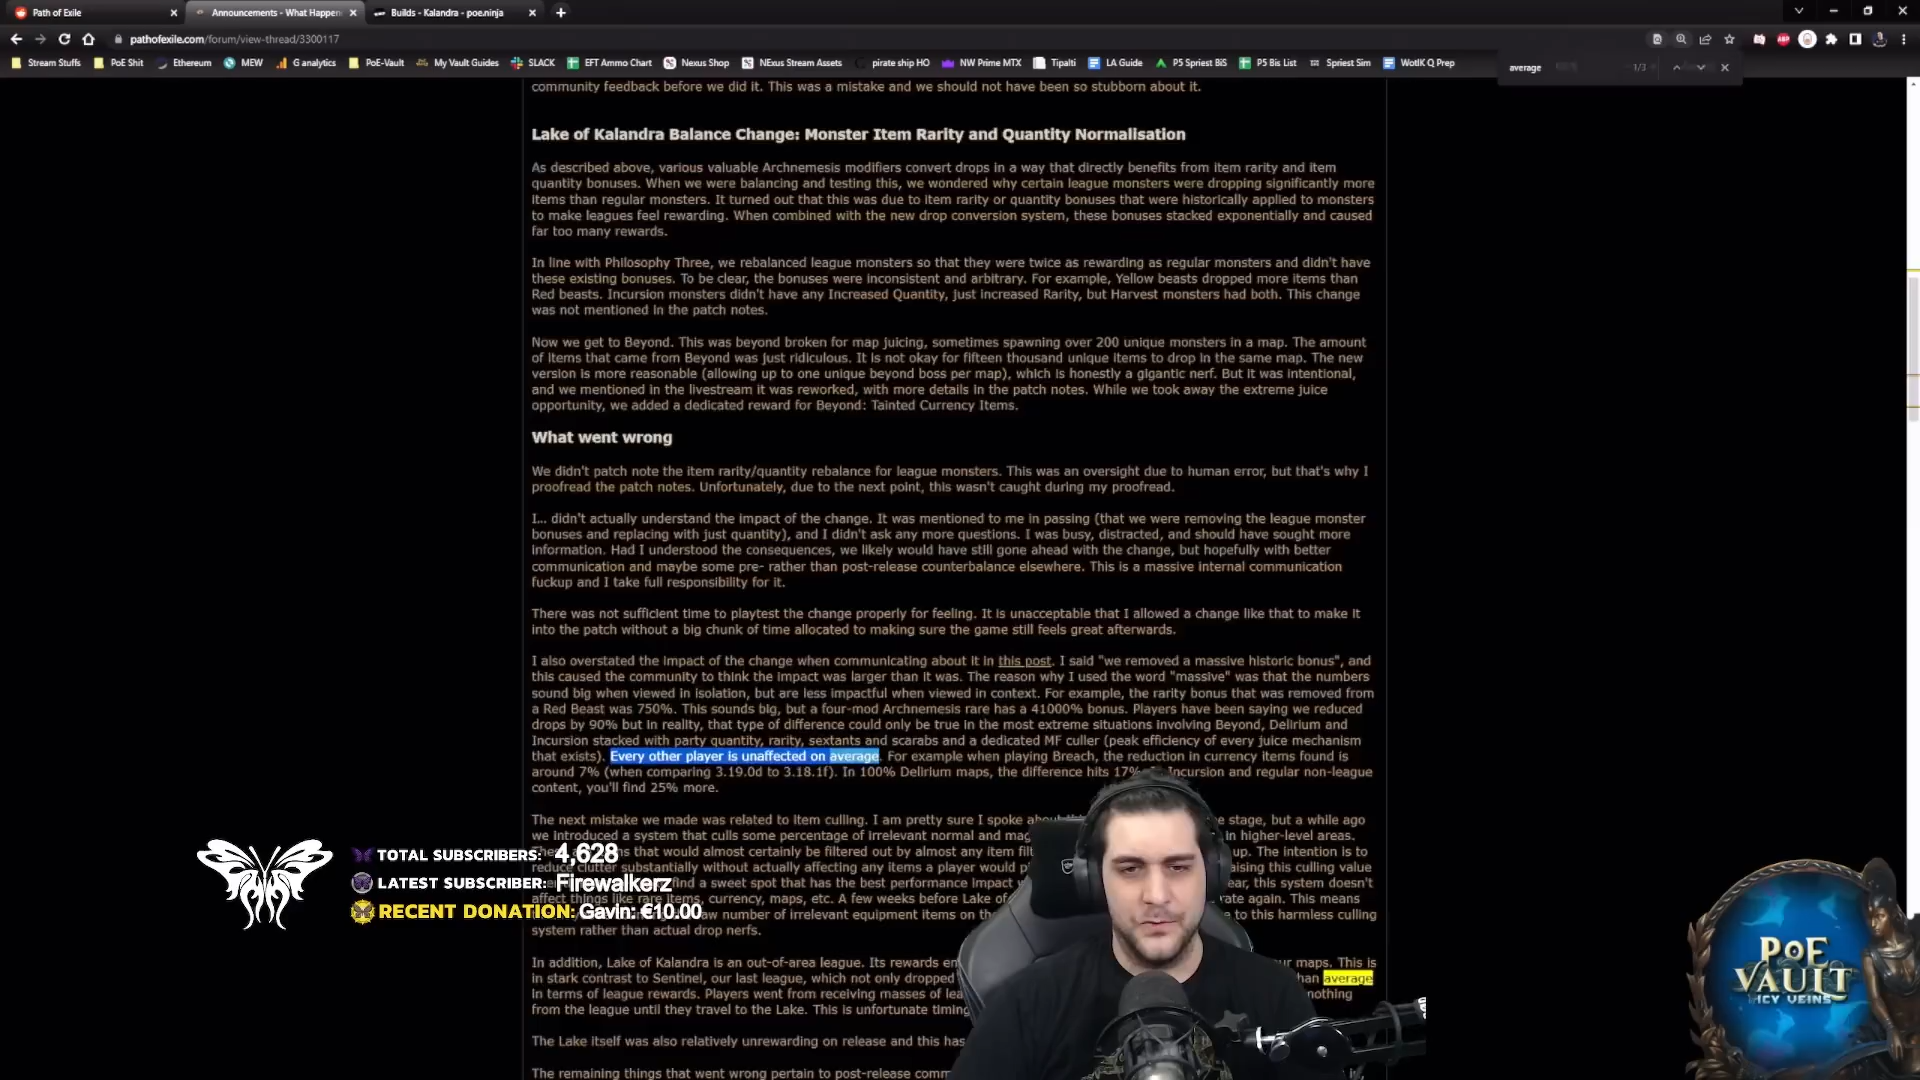 Path of Exile
Announcements - What Happen
Builds - Kalandra - poe.ninja
pathofexile.com/forum/view-thread/3300117
Stream Stuffs PoE Shit Ethereum MEW G analytics PoE-Vault My Vault Guides SLACK EFT Ammo Chart Nexus Shop NExus Stream Assets pirate ship HO NW Prime MTX Tipalti LA Guide P5 Spriest BiS P5 Bis List Spriest Sim WotlK Q Prep
average 1/3
community feedback before we did it. This was a mistake and we should not have been so stubborn about it.
Lake of Kalandra Balance Change: Monster Item Rarity and Quantity Normalisation
As described above, various valuable Archnemesis modifiers convert drops in a way that directly benefits from item rarity and item
quantity bonuses. When we were balancing and testing this, we wondered why certain league monsters were dropping significantly more
items than regular monsters. It turned out that this was due to item rarity or quantity bonuses that were historically applied to monsters
to make leagues feel rewarding. When combined with the new drop conversion system, these bonuses stacked exponentially and caused
far too many rewards.
In line with Philosophy Three, we rebalanced league monsters so that they were twice as rewarding as regular monsters and didn't have
these existing bonuses. To be clear, the bonuses were inconsistent and arbitrary. For example, Yellow beasts dropped more items than
Red beasts. Incursion monsters didn't have any Increased Quantity, just increased Rarity, but Harvest monsters had both. This change
was not mentioned in the patch notes.
Now we get to Beyond. This was beyond broken for map juicing, sometimes spawning over 200 unique monsters in a map. The amount
of items that came from Beyond was just ridiculous. It is not okay for fifteen thousand unique items to drop in the same map. The new
version is more reasonable (allowing up to one unique beyond boss per map), which is honestly a gigantic nerf. But it was intentional,
and we mentioned in the livestream it was reworked, with more details in the patch notes. While we took away the extreme juice
opportunity, we added a dedicated reward for Beyond: Tainted Currency Items.
What went wrong
We didn't patch note the item rarity/quantity rebalance for league monsters. This was an oversight due to human error, but that's why I
proofread the patch notes. Unfortunately, due to the next point, this wasn't caught during my proofread.
I... didn't actually understand the impact of the change. It was mentioned to me in passing (that we were removing the league monster
bonuses and replacing with just quantity), and I didn't ask any more questions. I was busy, distracted, and should have sought more
information. Had I understood the consequences, we likely would have still gone ahead with the change, but hopefully with better
communication and maybe some pre- rather than post-release counterbalance elsewhere. This is a massive internal communication
fuckup and I take full responsibility for it.
There was not sufficient time to playtest the change properly for feeling. It is unacceptable that I allowed a change like that to make it
into the patch without a big chunk of time allocated to making sure the game still feels great afterwards.
I also overstated the impact of the change when communicating about it in this post. I said "we removed a massive historic bonus", and
this caused the community to think the impact was larger than it was. The reason why I used the word "massive" was that the numbers
sound big when viewed in isolation, but are less impactful when viewed in context. For example, the rarity bonus that was removed from
a Red Beast was 750%. This sounds big, but a four-mod Archnemesis rare has a 41000% bonus. Players have been saying we reduced
drops by 90% but in reality, that type of difference could only be true in the most extreme situations involving Beyond, Delirium and
Incursion stacked with party quantity, rarity, sextants and scarabs and a dedicated MF culler (peak efficiency of every juice mechanism
that exists). Every other player is unaffected on average. For example when playing Breach, the reduction in currency items found is
around 7% (when comparing 3.19.0d to 3.18.1f). In 100% Delirium maps, the difference hits 17% Incursion and regular non-league
content, you'll find 25% more.
The next mistake we made was related to item culling. I am pretty sure I spoke abou e stage, but a while ago
we introduced a system that culls some percentage of irrelevant normal and mag in higher-level areas.
ns that would almost certainly be filtered out by almost any item filt up. The intention is to
reduce clutter substantially without actually affecting any items a player would p aising this culling value
find a sweet spot that has the best performance impact ear, this system doesn't
affect things like rare items, currency, maps, etc. A few weeks before Lake of rate again. This means
w number of irrelevant equipment items on the e to this harmless culling
system rather than actual drop nerfs.
In addition, Lake of Kalandra is an out-of-area league. Its rewards en ur maps. This is
in stark contrast to Sentinel, our last league, which not only dropped han average
in terms of league rewards. Players went from receiving masses of lea nothing
from the league until they travel to the Lake. This is unfortunate timing
The Lake itself was also relatively unrewarding on release and this has
The remaining things that went wrong pertain to post-release comm
TOTAL SUBSCRIBERS: 4,628
LATEST SUBSCRIBER: Firewalkerz
RECENT DONATION: Gavin: €10.00
PoE
VAULT
ICY VEINS